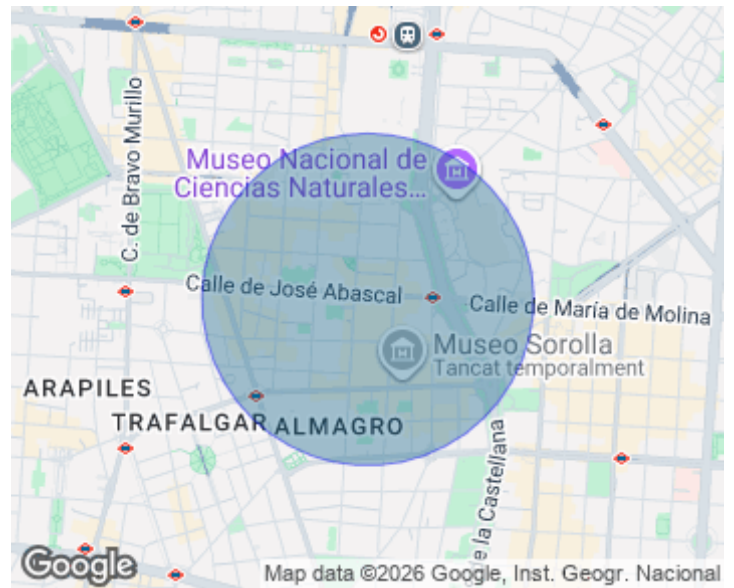 C. de Bravo Murillo
Museo Nacional de
Ciencias Naturales...
Calle de José Abascal
Calle de María de Molina
Museo Sorolla
Tancat temporalment
ARAPILES
TRAFALGAR
ALMAGRO
e la Castellana
Google
Map data ©2026 Google, Inst. Geogr. Nacional